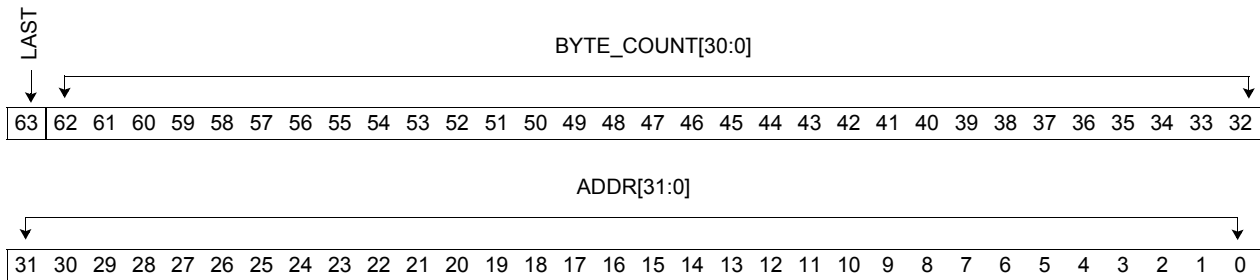 LAST
BYTE_COUNT[30:0]
63 62 61 60 59 58 57 56 55 54 53 52 51 50 49 48 47 46 45 44 43 42 41 40 39 38 37 36 35 34 33 32
ADDR[31:0]
31 30 29 28 27 26 25 24 23 22 21 20 19 18 17 16 15 14 13 12 11 10 9 8 7 6 5 4 3 2 1 0